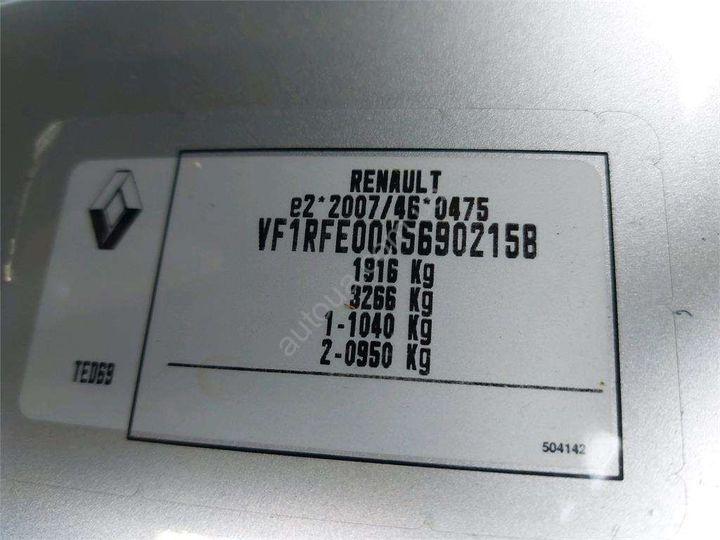 RENAULT
e2*2007/46*0475
VF1RFE00X56902158
1916 Kg
3266 Kg
1-1040 Kg
2-0950 Kg
TED69
504142